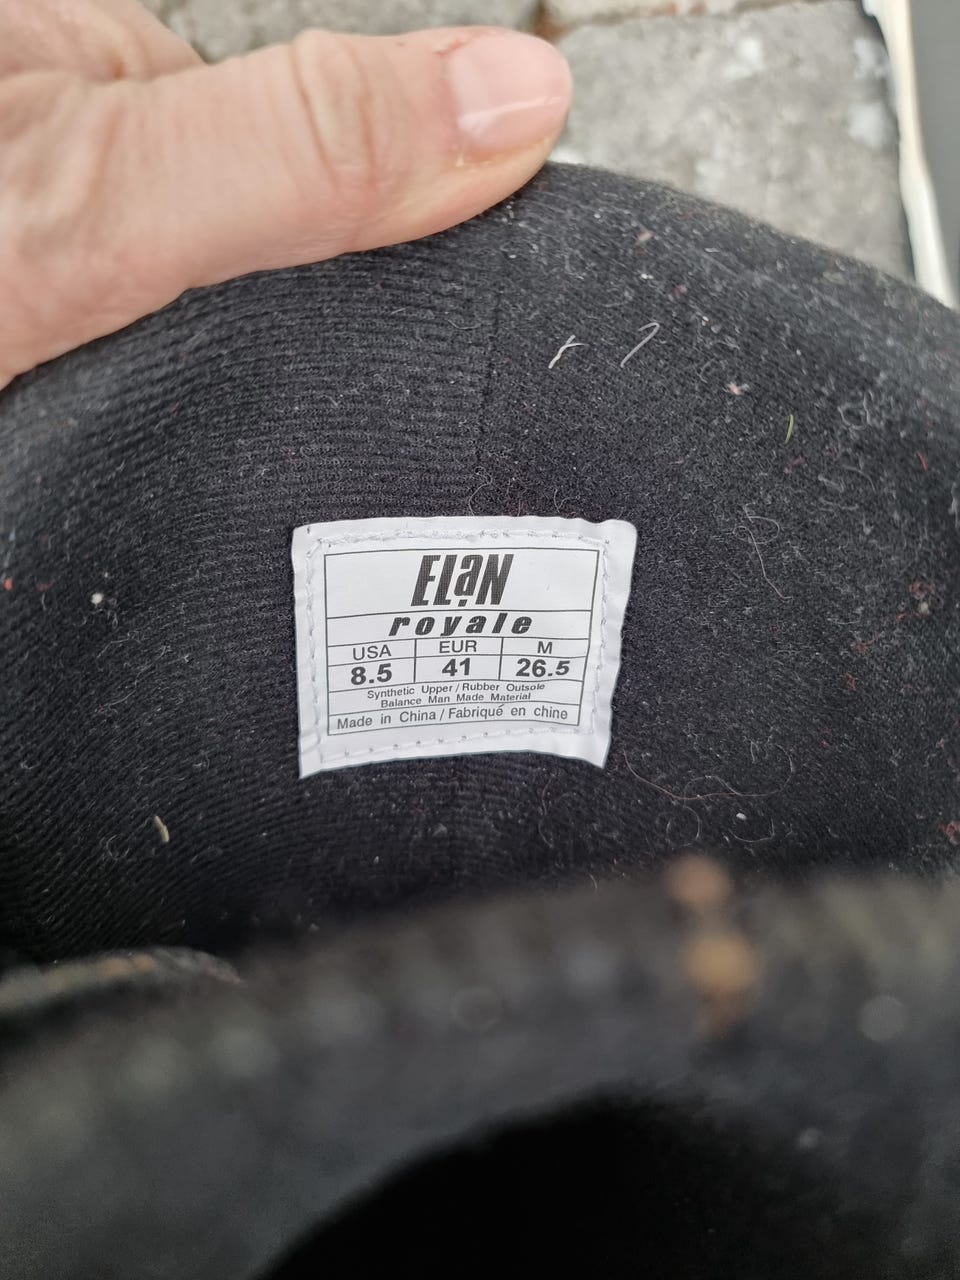 ELaN
royale
USA EUR M
8.5 41 26.5
Synthetic Upper / Rubber Outsole
Balance Man Made Material
Made in China / Fabriqué en chine